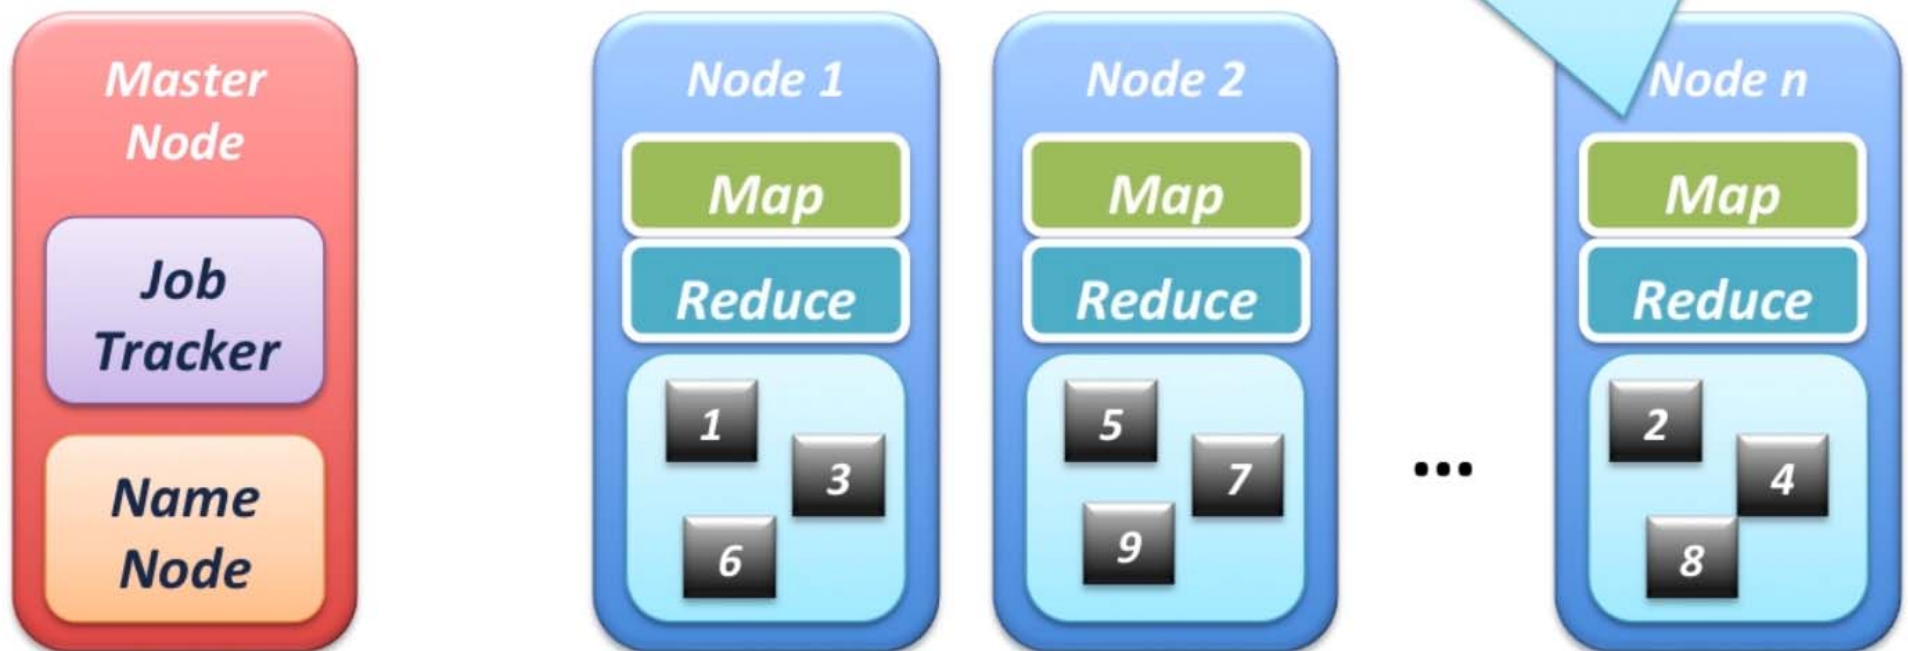 Master
Node
Job
Tracker
Name
Node
Node 1
Map
Reduce
1
3
6
Node 2
Map
Reduce
5
7
9
...
Node n
Map
Reduce
2
4
8